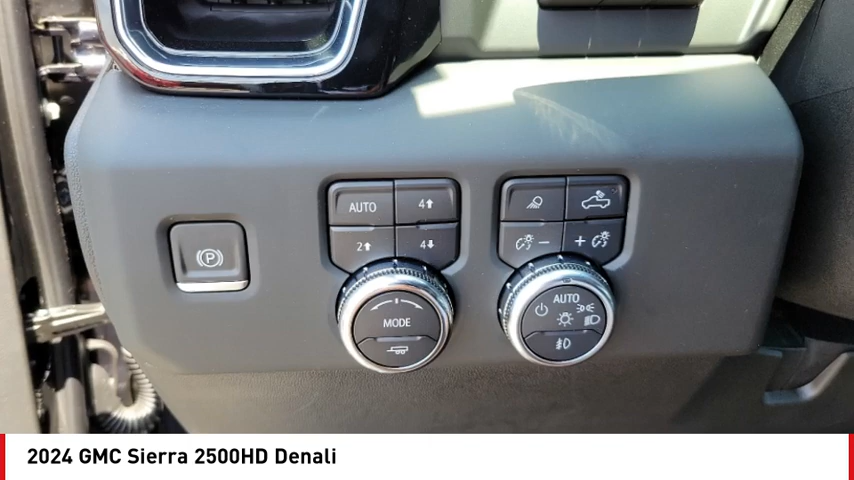 AUTO 4⬆
2⬆ 4⬇
P
MODE
− +
AUTO
2024 GMC Sierra 2500HD Denali